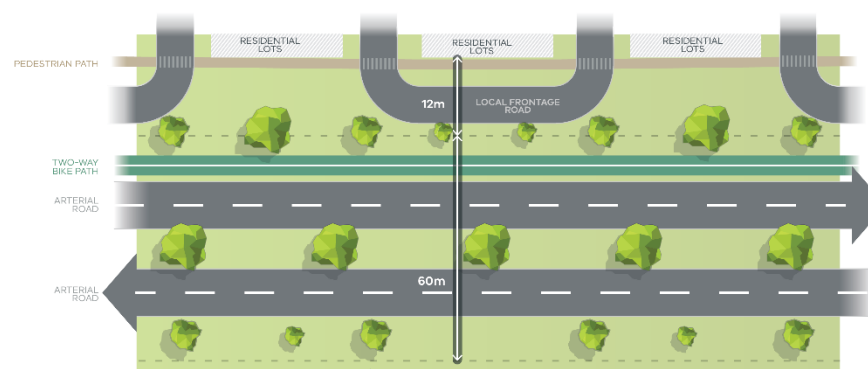 RESIDENTIAL
LOTS
RESIDENTIAL
LOTS
RESIDENTIAL
LOTS
PEDESTRIAN PATH
12m
LOCAL FRONTAGE
ROAD
TWO-WAY
BIKE PATH
ARTERIAL
ROAD
60m
ARTERIAL
ROAD